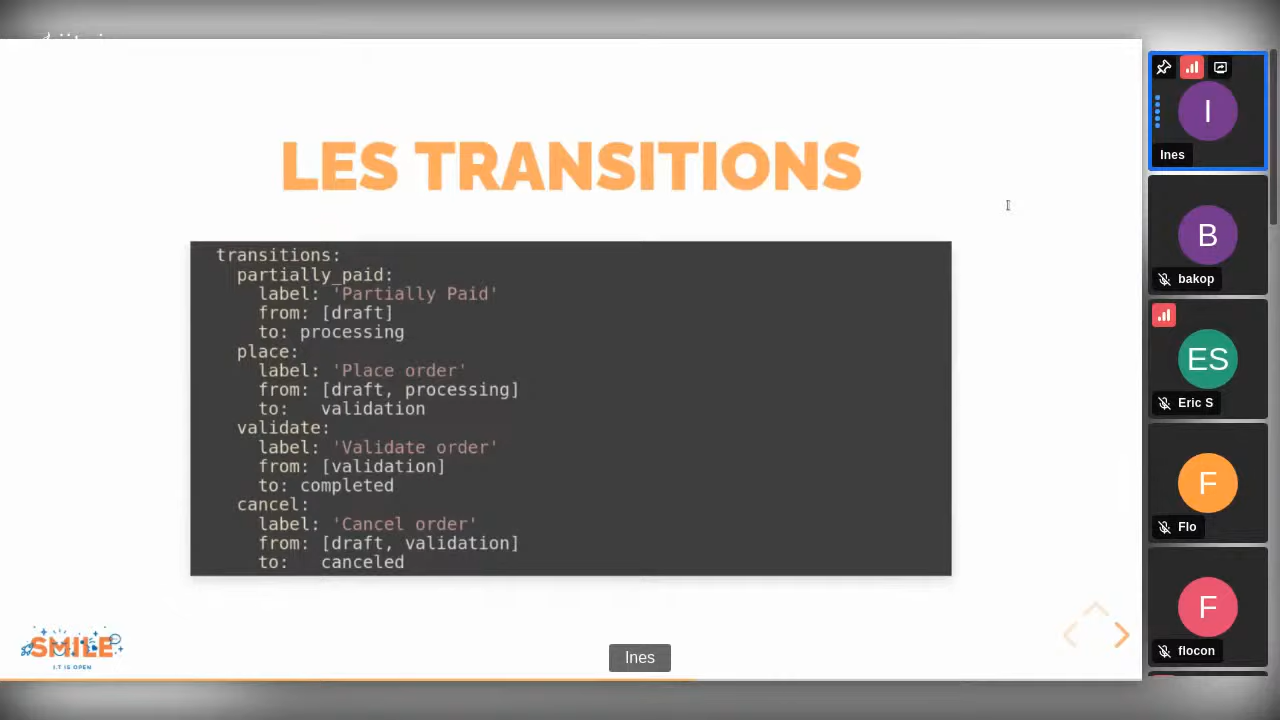 LES TRANSITIONS
transitions:
partially_paid:
label: 'Partially Paid'
from: [draft]
to: processing
place:
label: 'Place order'
from: [draft, processing]
to: validation
validate:
label: 'Validate order'
from: [validation]
to: completed
cancel:
label: 'Cancel order'
from: [draft, validation]
to: canceled
SMILE
I.T IS OPEN
Ines
I
Ines
B
bakop
ES
Eric S
F
Flo
F
flocon